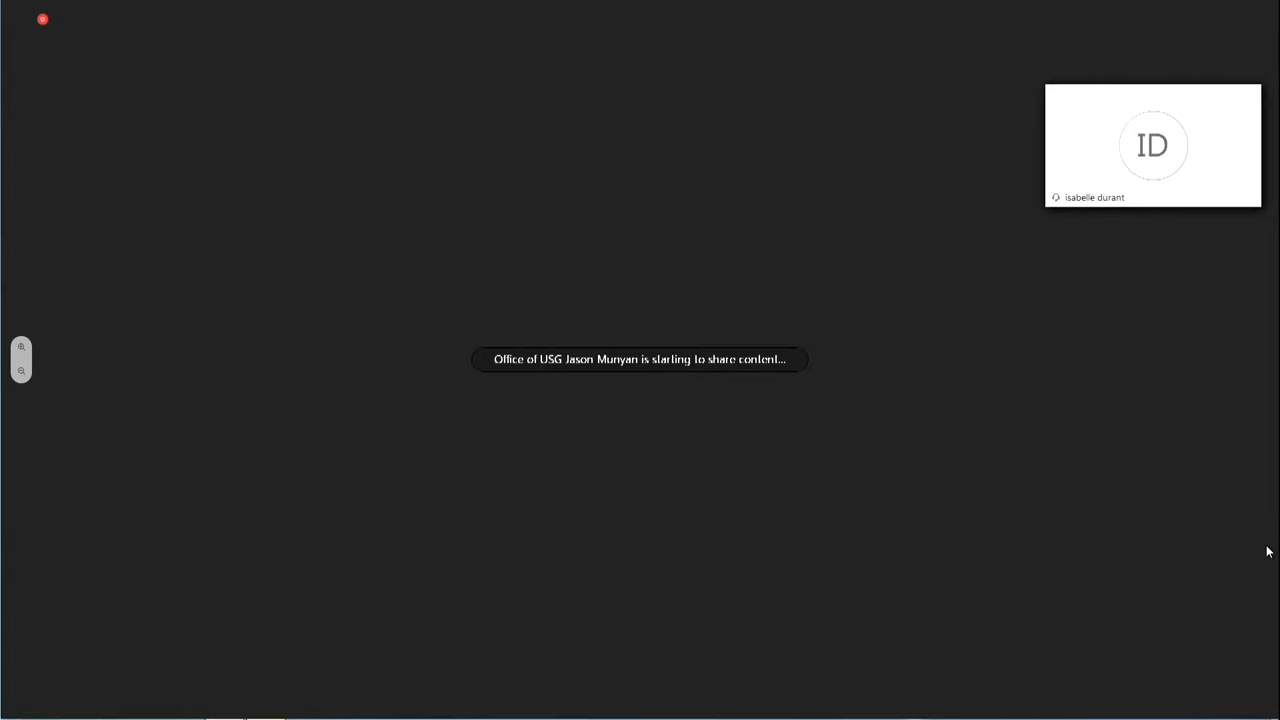 ID
isabelle durant
Office of USG Jason Munyan is starting to share content...